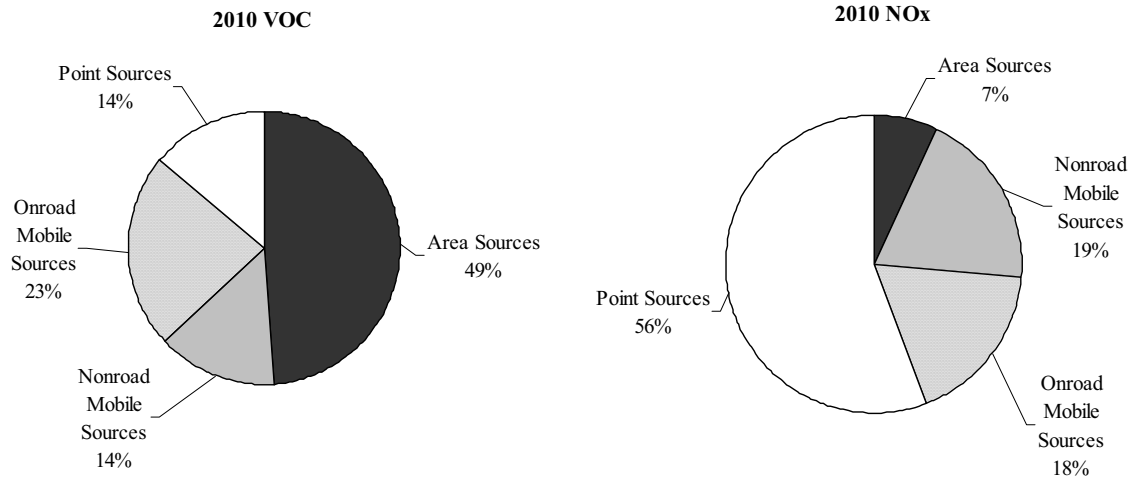 2010 VOC
Point Sources
14%
Onroad
Mobile
Sources
23%
Nonroad
Mobile
Sources
14%
Area Sources
49%
2010 NOx
Area Sources
7%
Nonroad
Mobile
Sources
19%
Point Sources
56%
Onroad
Mobile
Sources
18%